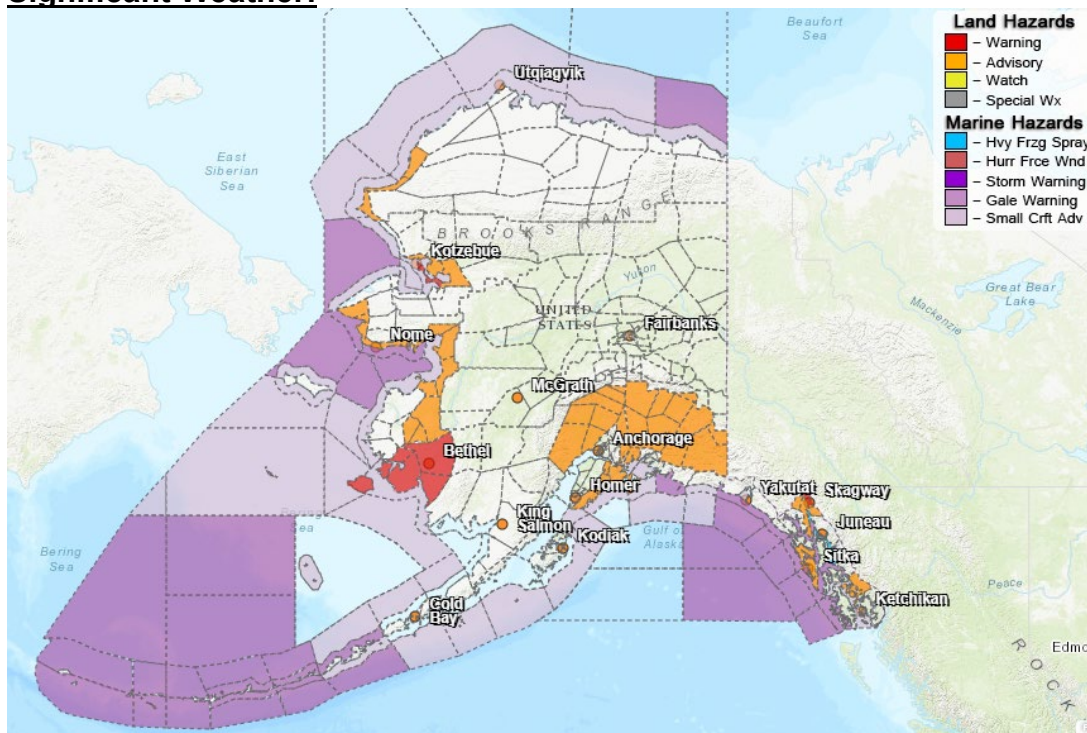 Significant Weather:
Land Hazards
– Warning
– Advisory
– Watch
– Special Wx
Marine Hazards
– Hvy Frzg Spray
– Hurr Frce Wnd
– Storm Warning
– Gale Warning
– Small Crft Adv
Beaufort
Sea
Utqiagvik
East
Siberian
Sea
BROOKS RANGE
Kotzebue
Yukon
Great Bear
Lake
Mackenzie
UNITED
STATES
Fairbanks
Nome
McGrath
Anchorage
Bethel
Homer
Yakutat
Skagway
King
Salmon
Kodiak
Juneau
Gulf of
Alaska
Sitka
Bering
Sea
Sea
Peace
Ketchikan
Cold
Bay
Edmo
ROCK